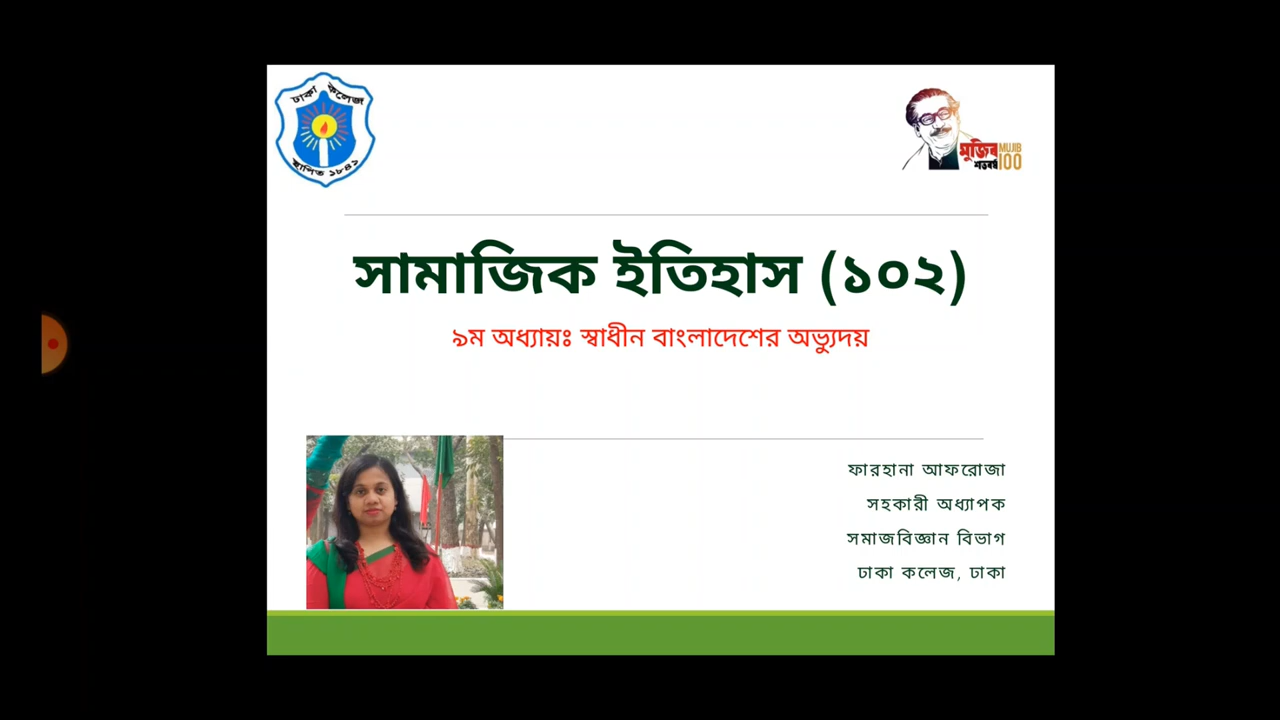 ঢাকা কলেজ
স্থাপিত ১৮৪১
মুজিব MUJIB
শতবর্ষ 100
সামাজিক ইতিহাস (১০২)
৯ম অধ্যায়ঃ স্বাধীন বাংলাদেশের অভ্যুদয়
ফারহানা আফরোজা
সহকারী অধ্যাপক
সমাজবিজ্ঞান বিভাগ
ঢাকা কলেজ, ঢাকা